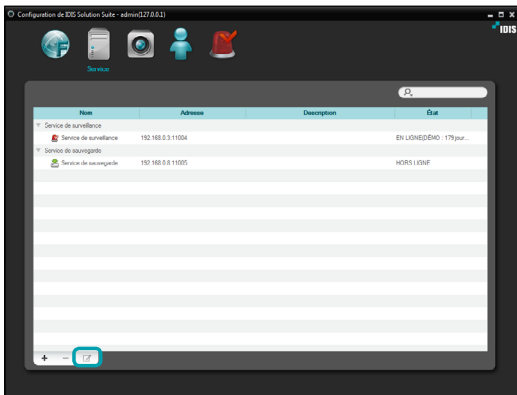 Configuration de IDIS Solution Suite - admin(127.0.0.1)
IDIS
Service
Nom Adresse Description État
Service de surveillance
Service de surveillance 192.168.0.3:11004 EN LIGNE(DÉMO : 179 jour...
Service de sauvegarde
Service de sauvegarde 192.168.0.8:11005 HORS LIGNE